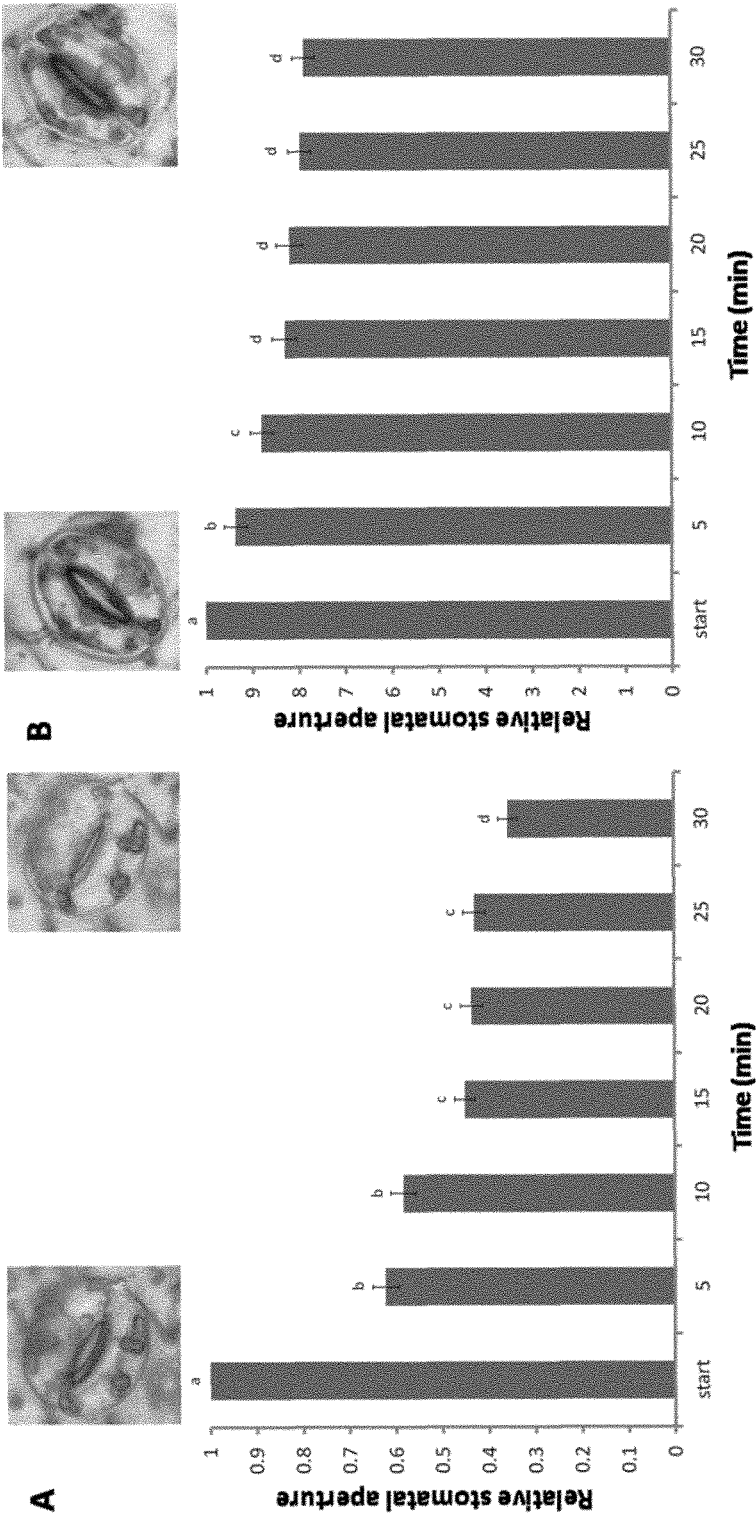 A
Relative stomatal aperture
1
0.9
0.8
0.7
0.6
0.5
0.4
0.3
0.2
0.1
0
a
b
b
c
c
c
d
start 5 10 15 20 25 30
Time (min)
B
Relative stomatal aperture
1
9
8
7
6
5
4
3
2
1
0
a
b
c
d
d
d
d
start 5 10 15 20 25 30
Time (min)